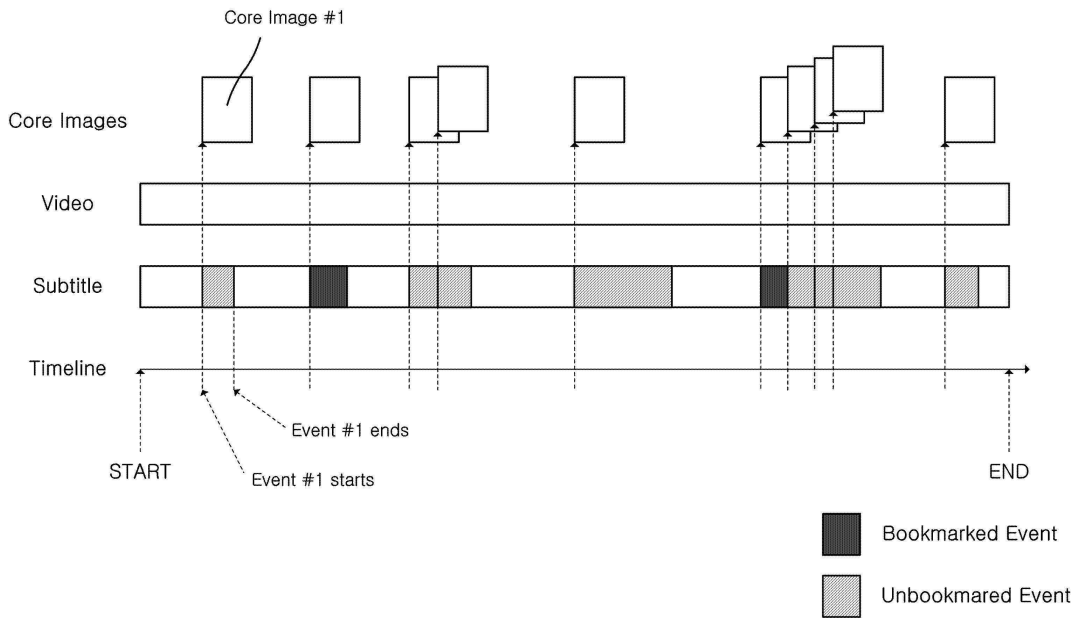 Core Image #1
Core Images
Video
Subtitle
Timeline
Event #1 ends
START
Event #1 starts
END
Bookmarked Event
Unbookmared Event